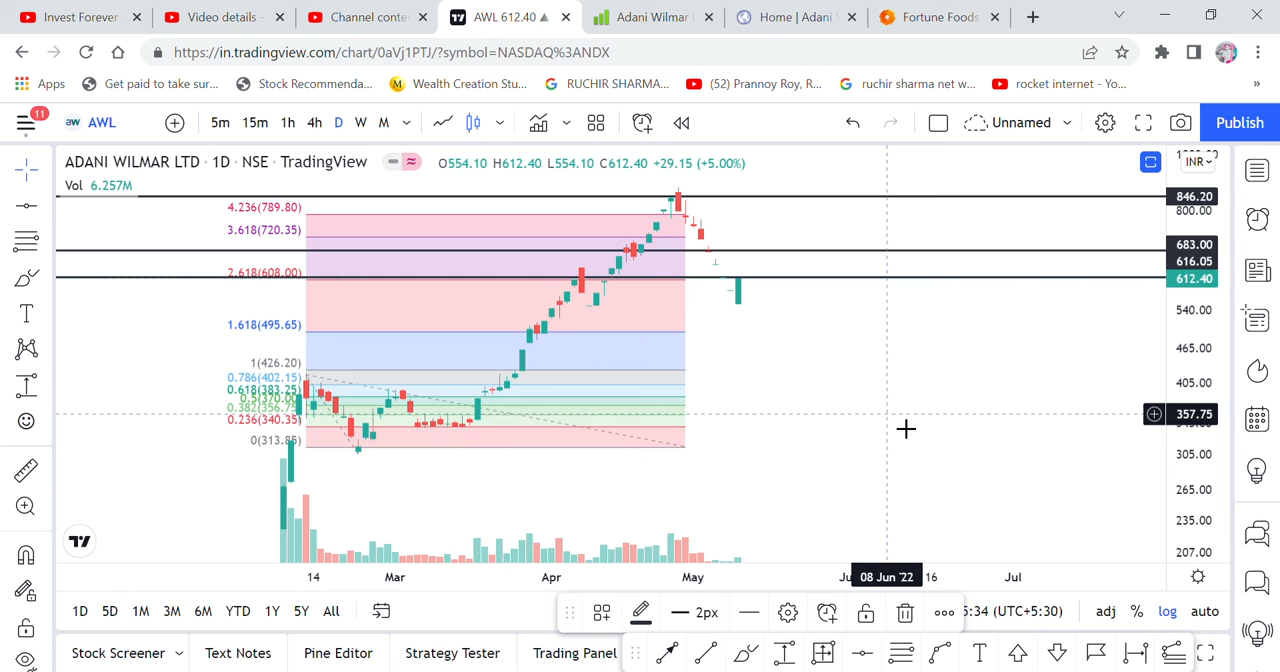 Invest Forever
Video details -
Channel conte
AWL 612.40
Adani Wilmar
Home | Adani
Fortune Foods
https://in.tradingview.com/chart/0aVj1PTJ/?symbol=NASDAQ%3ANDX
Apps
Get paid to take sur...
Stock Recommenda...
Wealth Creation Stu...
RUCHIR SHARMA...
(52) Prannoy Roy, R...
ruchir sharma net w...
rocket internet - Yo...
»
11
aw AWL
5m 15m 1h 4h D W M
Unnamed
Publish
ADANI WILMAR LTD · 1D · NSE · TradingView
O554.10 H612.40 L554.10 C612.40 +29.15 (+5.00%)
INR
Vol 6.257M
846.20
4.236(789.80)
800.00
3.618(720.35)
683.00
616.05
2.618(608.00)
612.40
540.00
1.618(495.65)
465.00
1(426.20)
0.786(402.15)
405.00
0.618(383.25)
0.5(370.00)
0.382(356.75)
357.75
0.236(340.35)
0(313.85)
305.00
265.00
235.00
207.00
14 Mar Apr May 08 Jun '22 16 Jul
1D 5D 1M 3M 6M YTD 1Y 5Y All
2px
5:34 (UTC+5:30)
adj % log auto
Stock Screener
Text Notes
Pine Editor
Strategy Tester
Trading Panel